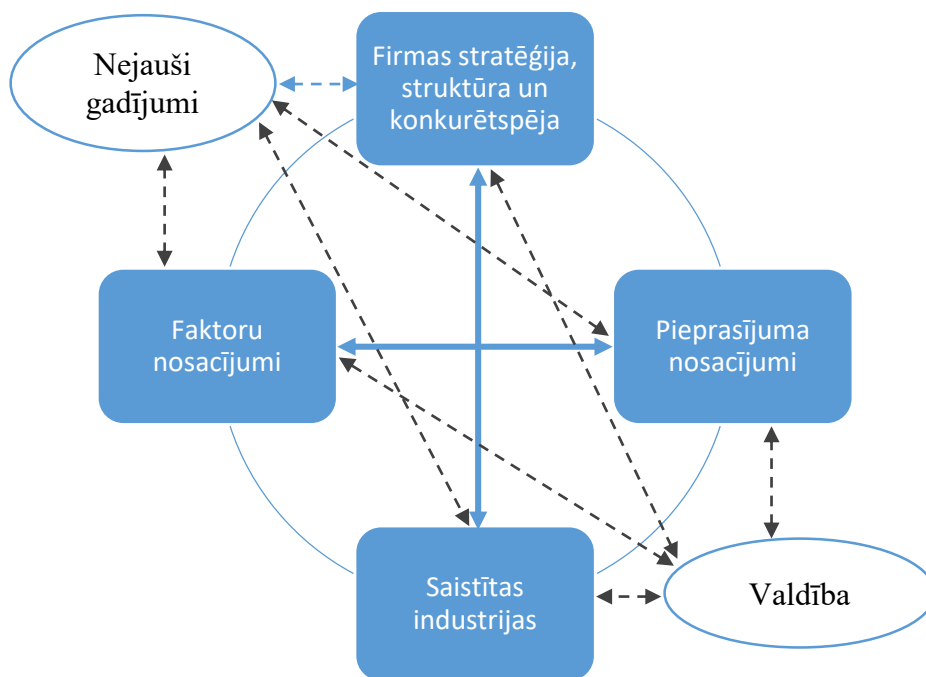 Nejauši
gadījumi
Firmas stratēģija,
struktūra un
konkurētspēja
Faktoru
nosacījumi
Pieprasījuma
nosacījumi
Saistītas
industrijas
Valdība